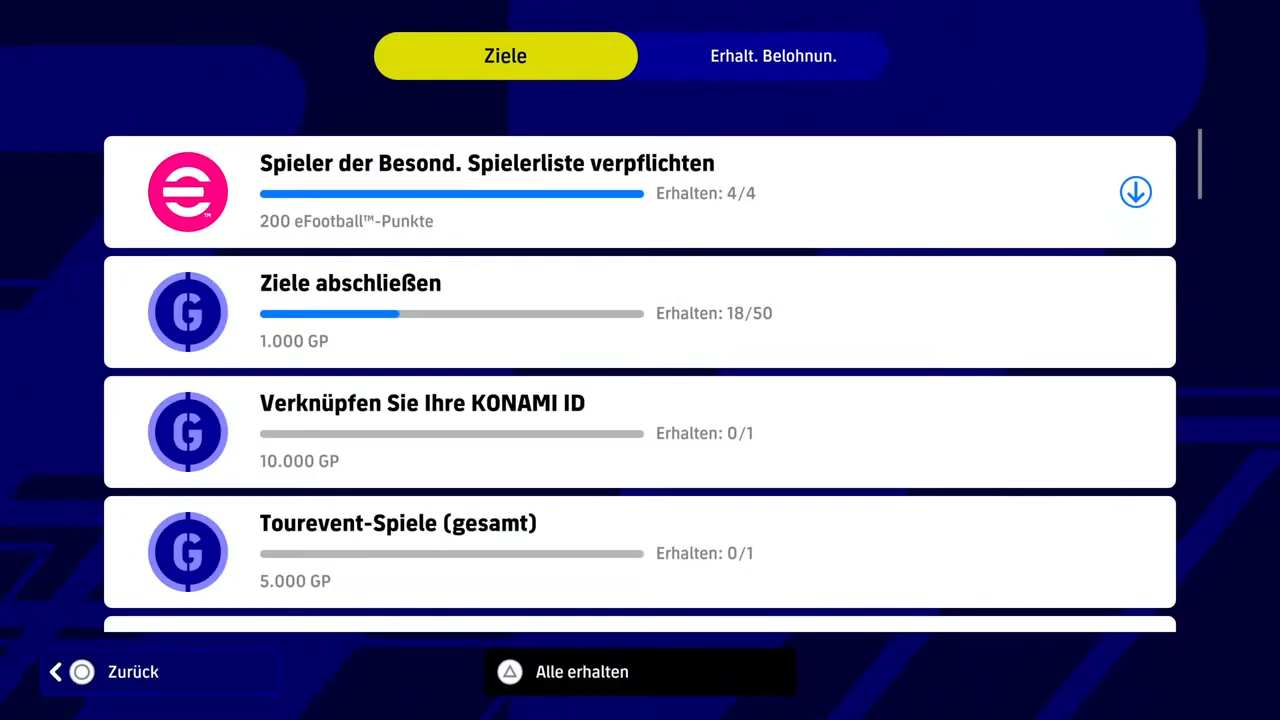 Ziele
Erhalt. Belohnun.
Spieler der Besond. Spielerliste verpflichten
Erhalten: 4/4
200 eFootball™-Punkte
Ziele abschließen
Erhalten: 18/50
1.000 GP
Verknüpfen Sie Ihre KONAMI ID
Erhalten: 0/1
10.000 GP
Tourevent-Spiele (gesamt)
Erhalten: 0/1
5.000 GP
Zurück
Alle erhalten